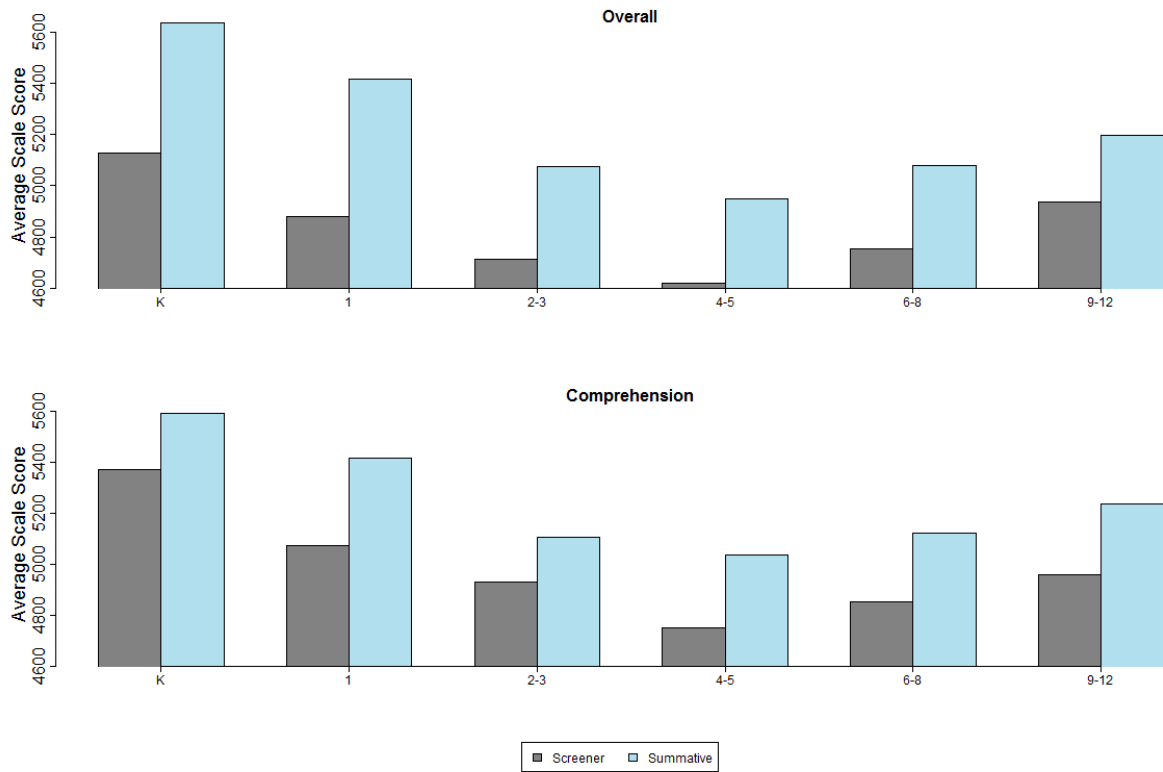 Overall
Average Scale Score
5600
5400
5200
5000
4800
4600
K 1 2-3 4-5 6-8 9-12
Comprehension
Average Scale Score
5600
5400
5200
5000
4800
4600
K 1 2-3 4-5 6-8 9-12
Screener Summative